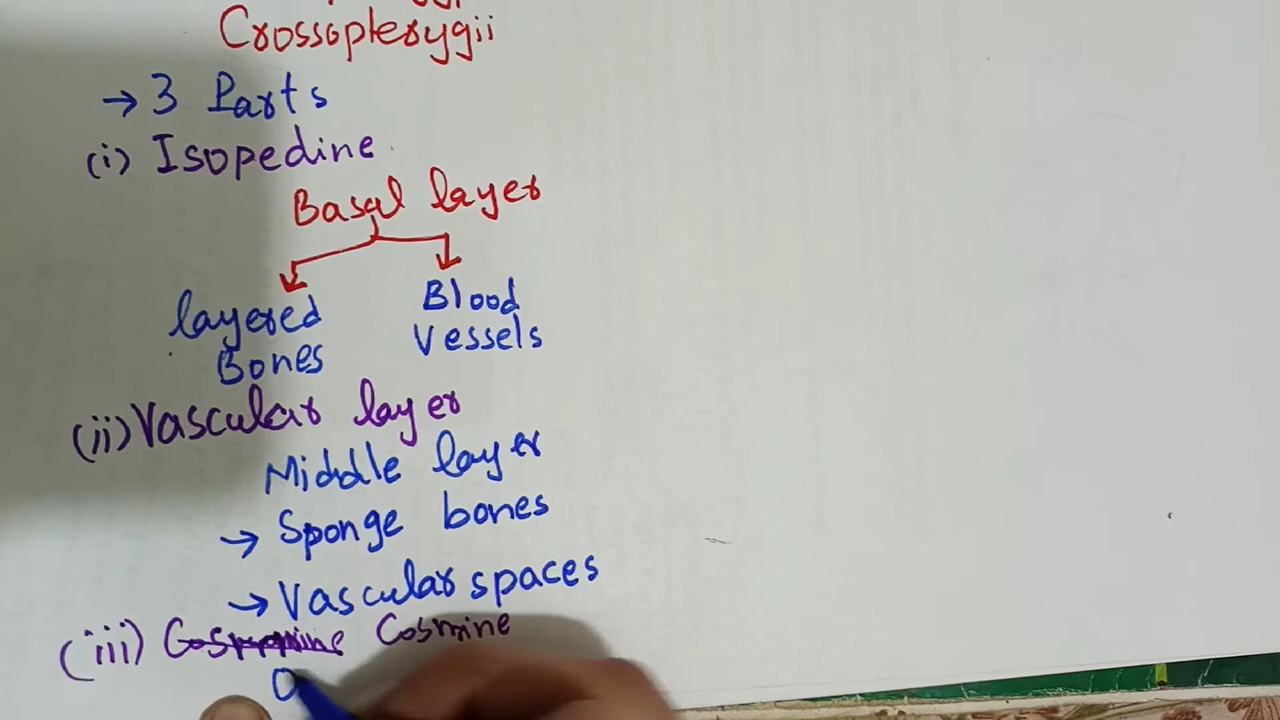 Crossopterygii
→ 3 Parts
(i) Isopedine
Basal layer
layered Bones
Blood Vessels
(ii) Vascular layer
Middle layer
→ Sponge bones
→ Vascular spaces
(iii) Cosmine